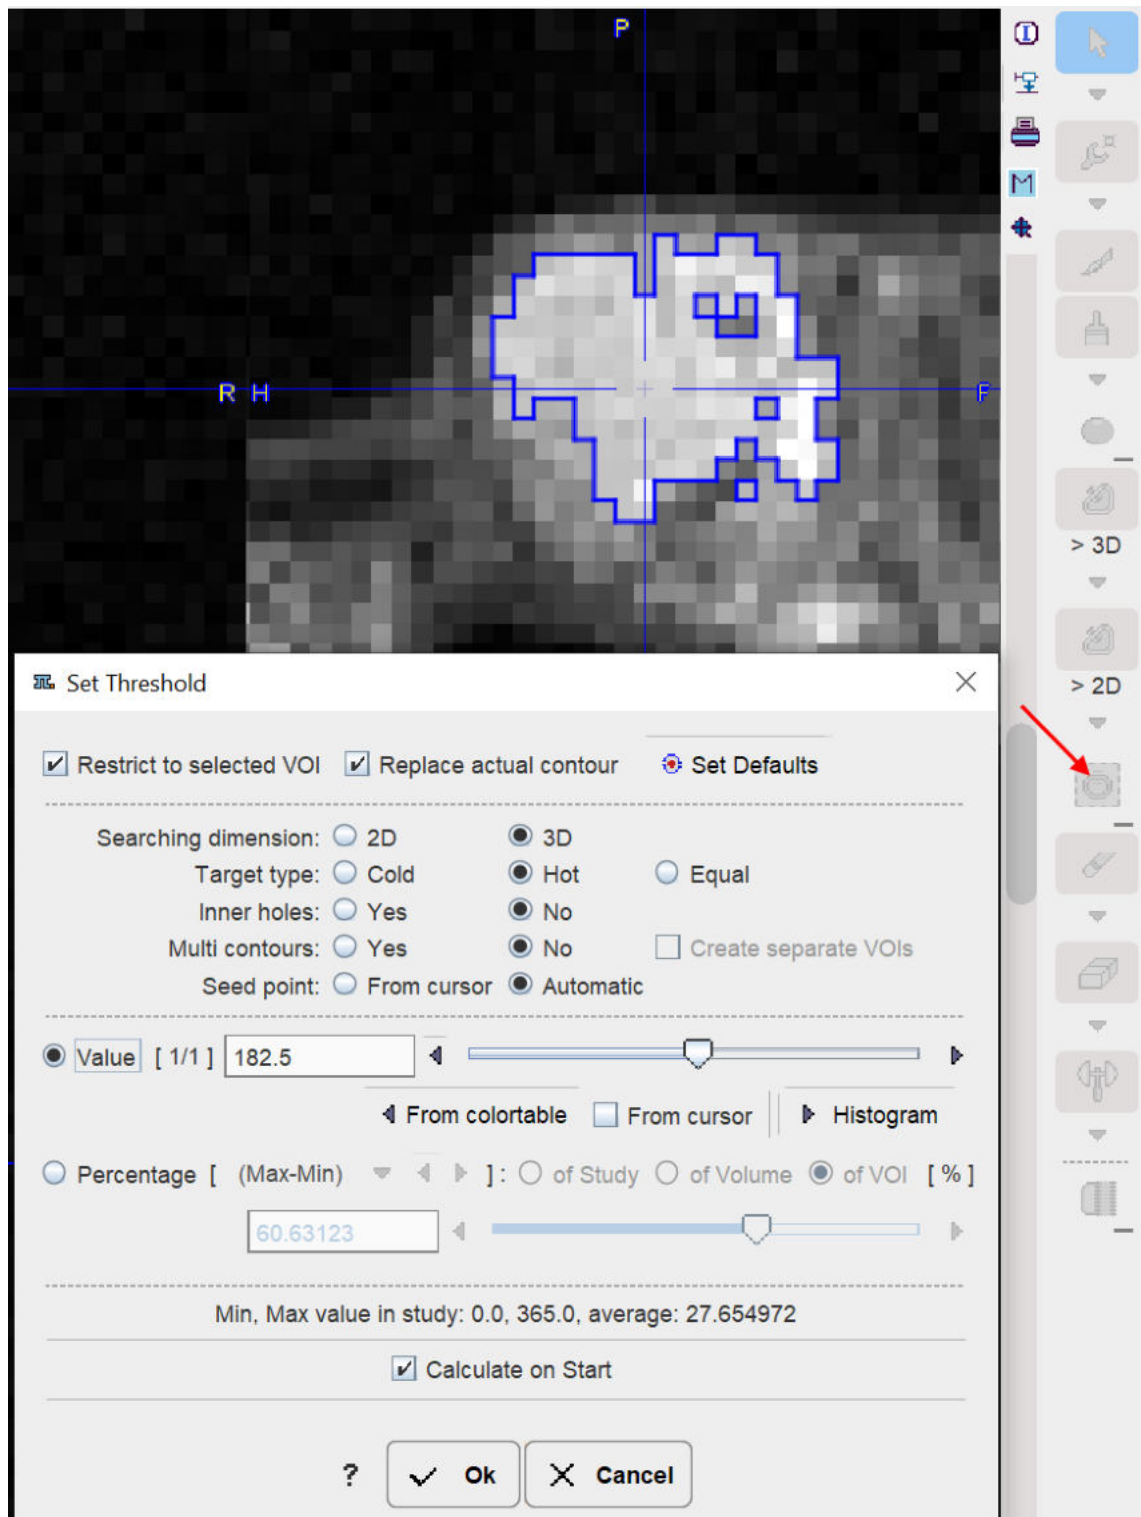 P
R H F
> 3D
> 2D
Set Threshold
Restrict to selected VOI Replace actual contour Set Defaults
Searching dimension: 2D 3D
Target type: Cold Hot Equal
Inner holes: Yes No
Multi contours: Yes No Create separate VOIs
Seed point: From cursor Automatic
Value [ 1/1 ] 182.5
From colortable From cursor Histogram
Percentage [ (Max-Min) ] : of Study of Volume of VOI [ % ]
60.63123
Min, Max value in study: 0.0, 365.0, average: 27.654972
Calculate on Start
? Ok Cancel